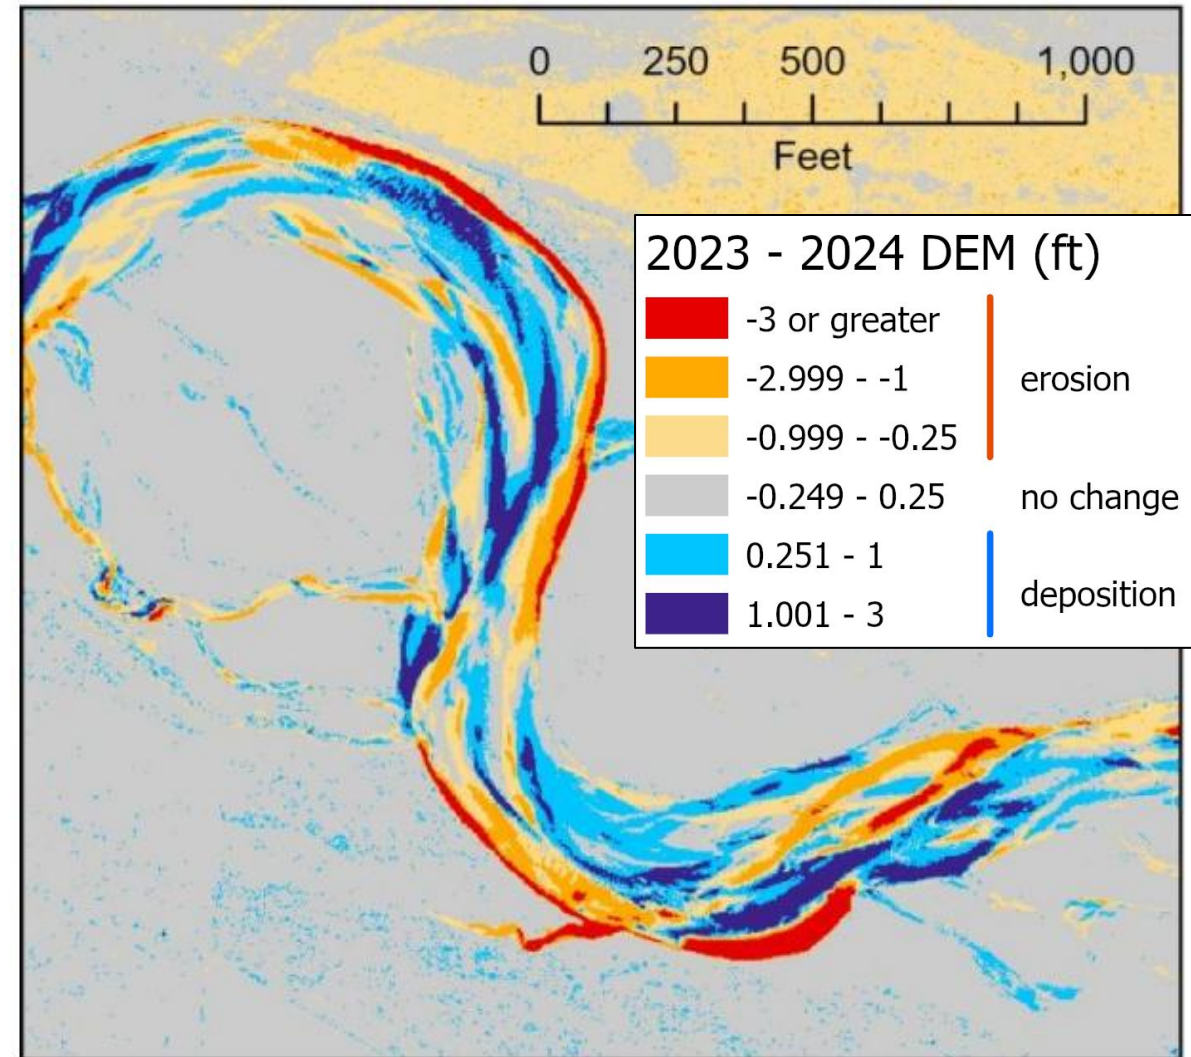 0 250 500 1,000
Feet
2023 - 2024 DEM (ft)
-3 or greater
-2.999 - -1
erosion
-0.999 - -0.25
-0.249 - 0.25
no change
0.251 - 1
deposition
1.001 - 3